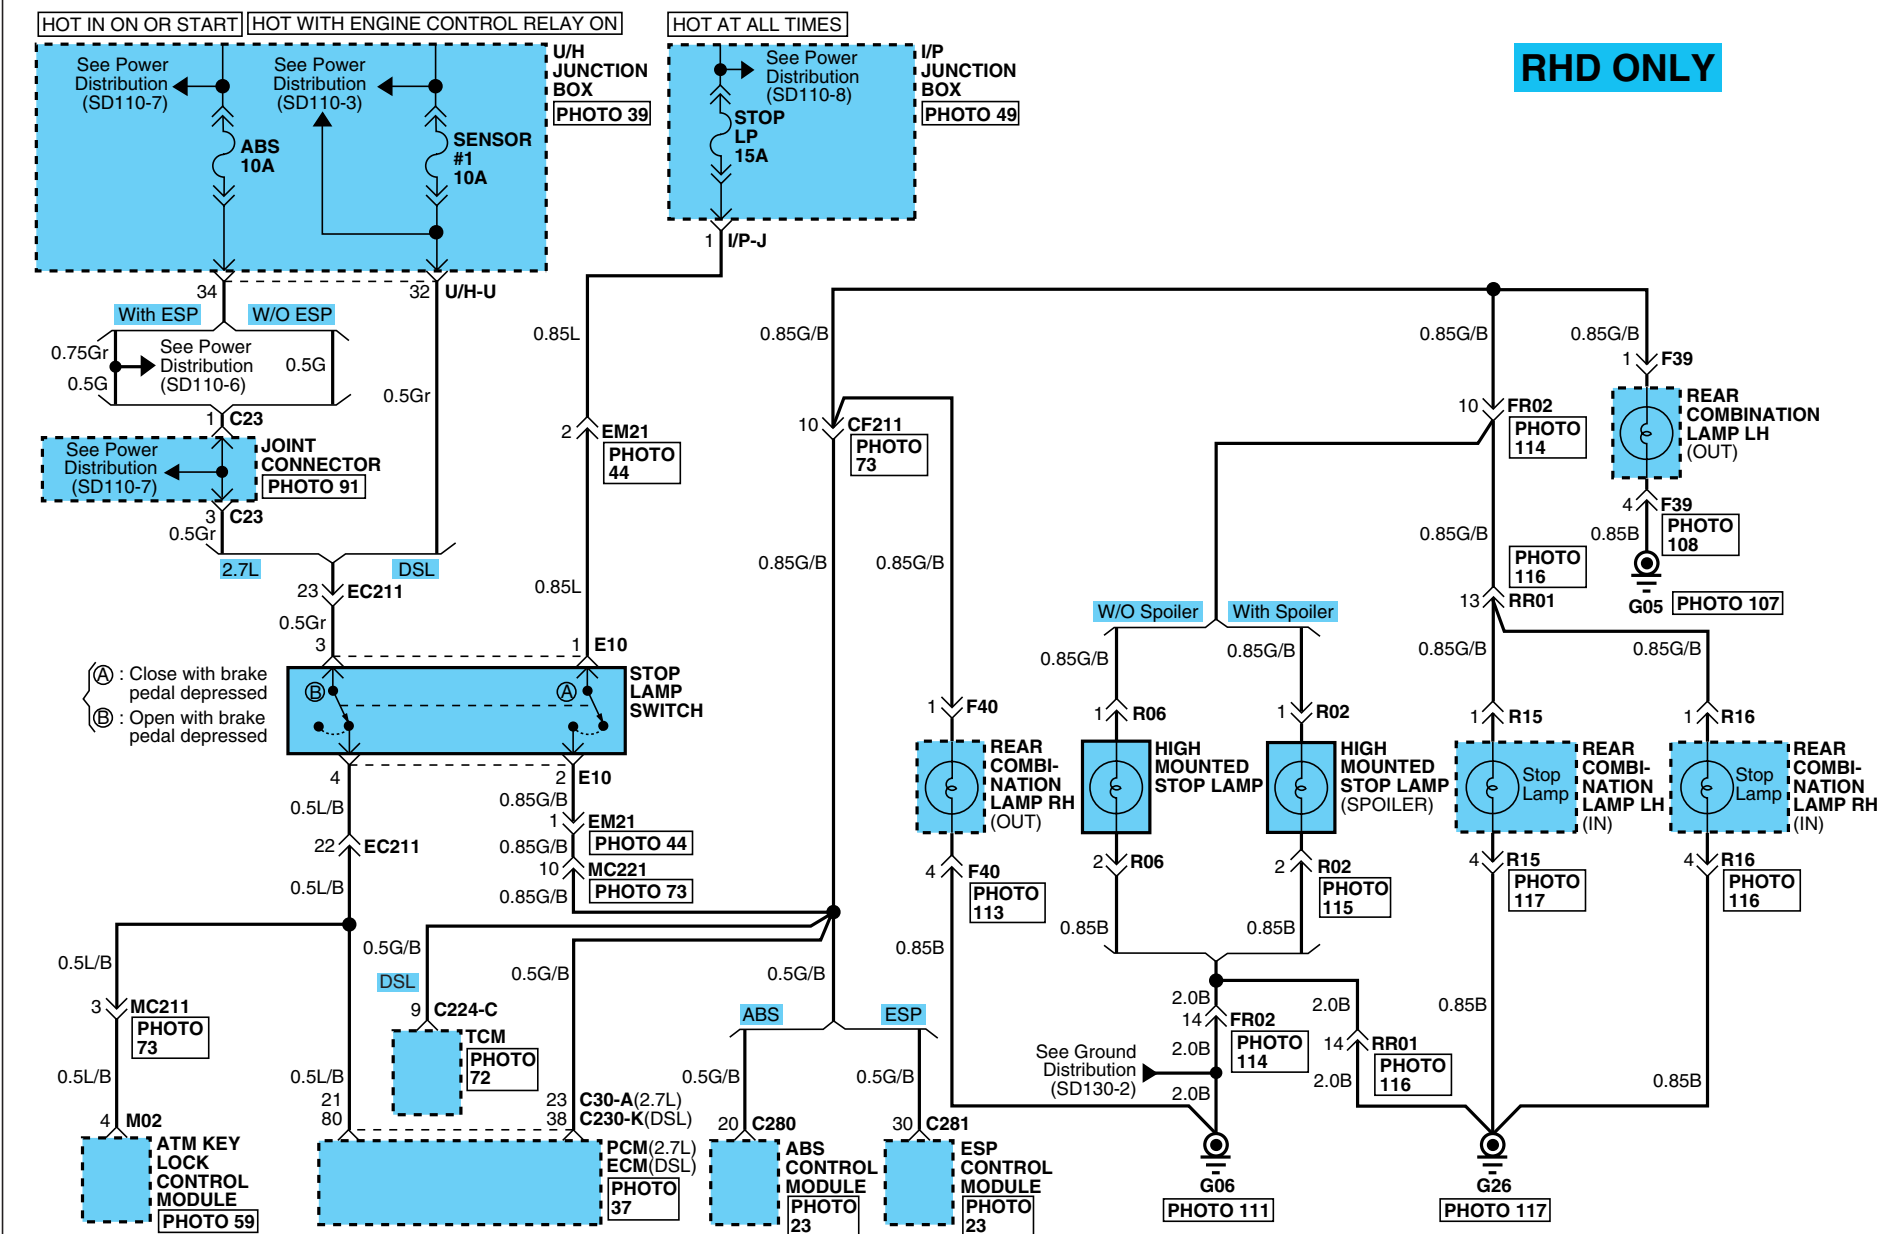 HOT IN ON OR START
HOT WITH ENGINE CONTROL RELAY ON
HOT AT ALL TIMES
RHD ONLY
See Power
Distribution
(SD110-7)
See Power
Distribution
(SD110-3)
ABS
10A
SENSOR
#1
10A
U/H
JUNCTION
BOX
PHOTO 39
See Power
Distribution
(SD110-8)
STOP
LP
15A
I/P
JUNCTION
BOX
PHOTO 49
1 I/P-J
34
32 U/H-U
With ESP
W/O ESP
0.75Gr
0.5G
See Power
Distribution
(SD110-6)
0.5G
0.5Gr
1 C23
See Power
Distribution
(SD110-7)
JOINT
CONNECTOR
PHOTO 91
3 C23
0.5Gr
2.7L
DSL
23 EC211
0.5Gr
0.85L
2 EM21
PHOTO
44
0.85L
3
1 E10
Ⓐ : Close with brake
pedal depressed
Ⓑ : Open with brake
pedal depressed
Ⓑ
Ⓐ
STOP
LAMP
SWITCH
4
2 E10
0.5L/B
0.85G/B
1 EM21
PHOTO 44
22 EC211
0.85G/B
10 MC221
PHOTO 73
0.5L/B
0.85G/B
0.85G/B
10 CF211
PHOTO
73
0.85G/B
0.85G/B
0.85G/B
0.85G/B
1 F39
REAR
COMBINATION
LAMP LH
(OUT)
10 FR02
PHOTO
114
4 F39
PHOTO
108
0.85B
G05 PHOTO 107
0.85G/B
PHOTO
116
13 RR01
W/O Spoiler
With Spoiler
0.85G/B
0.85G/B
0.85G/B
0.85G/B
1 F40
1 R06
1 R02
1 R15
1 R16
REAR
COMBI-
NATION
LAMP RH
(OUT)
HIGH
MOUNTED
STOP LAMP
HIGH
MOUNTED
STOP LAMP
(SPOILER)
Stop
Lamp
REAR
COMBI-
NATION
LAMP LH
(IN)
Stop
Lamp
REAR
COMBI-
NATION
LAMP RH
(IN)
4 F40
PHOTO
113
2 R06
2 R02
PHOTO
115
4 R15
PHOTO
117
4 R16
PHOTO
116
0.85B
0.85B
0.85B
0.5L/B
0.5G/B
0.5G/B
0.5G/B
DSL
9 C224-C
TCM
PHOTO
72
3 MC211
PHOTO
73
ABS
ESP
2.0B
2.0B
0.85B
14 FR02
PHOTO
114
14 RR01
PHOTO
116
See Ground
Distribution
(SD130-2)
2.0B
2.0B
2.0B
0.85B
0.5L/B
0.5L/B
21
80
23 C30-A(2.7L)
38 C230-K(DSL)
0.5G/B
0.5G/B
4 M02
20 C280
30 C281
ATM KEY
LOCK
CONTROL
MODULE
PHOTO 59
PCM(2.7L)
ECM(DSL)
PHOTO
37
ABS
CONTROL
MODULE
PHOTO
23
ESP
CONTROL
MODULE
PHOTO
23
G06
PHOTO 111
G26
PHOTO 117